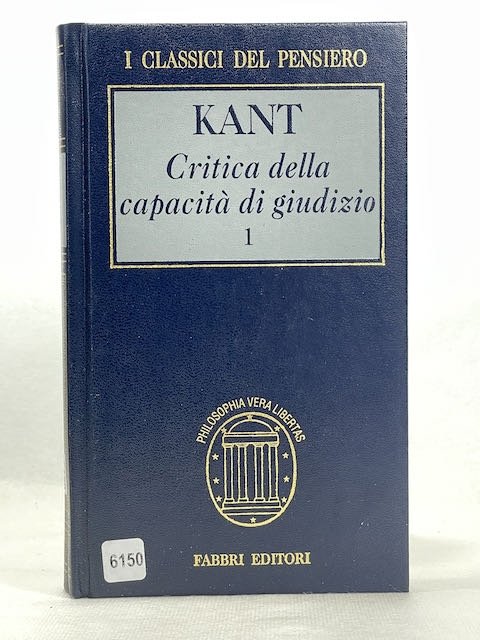 I CLASSICI DEL PENSIERO
KANT
Critica della
capacità di giudizio
1
PHILOSOPHIA VERA LIBERTAS
6150
FABBRI EDITORI